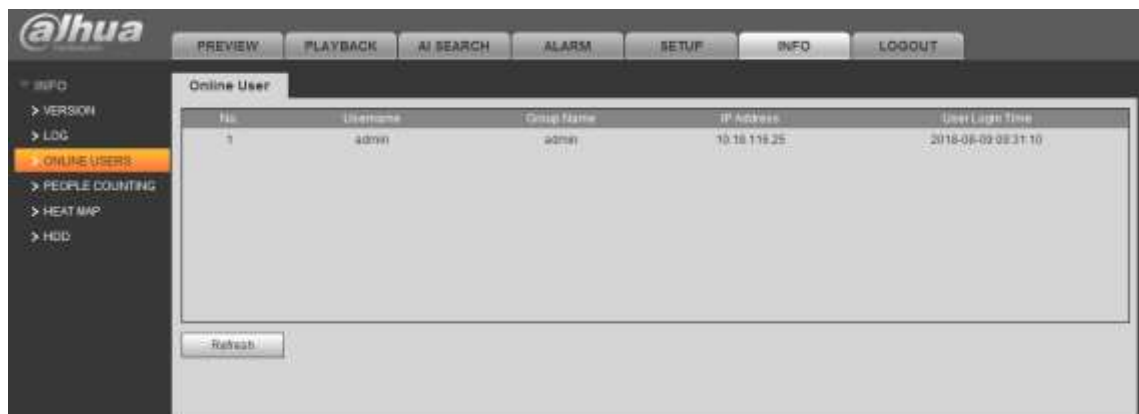 alhua
PREVIEW PLAYBACK AI SEARCH ALARM SETUP INFO LOGOUT
INFO
Online User
> VERSION
No. Username Group Name IP Address User Login Time
> LOG
1 admin admin 10.18.116.25
> ONLINE USERS
> PEOPLE COUNTING
> HEAT MAP
> HDD
Refresh